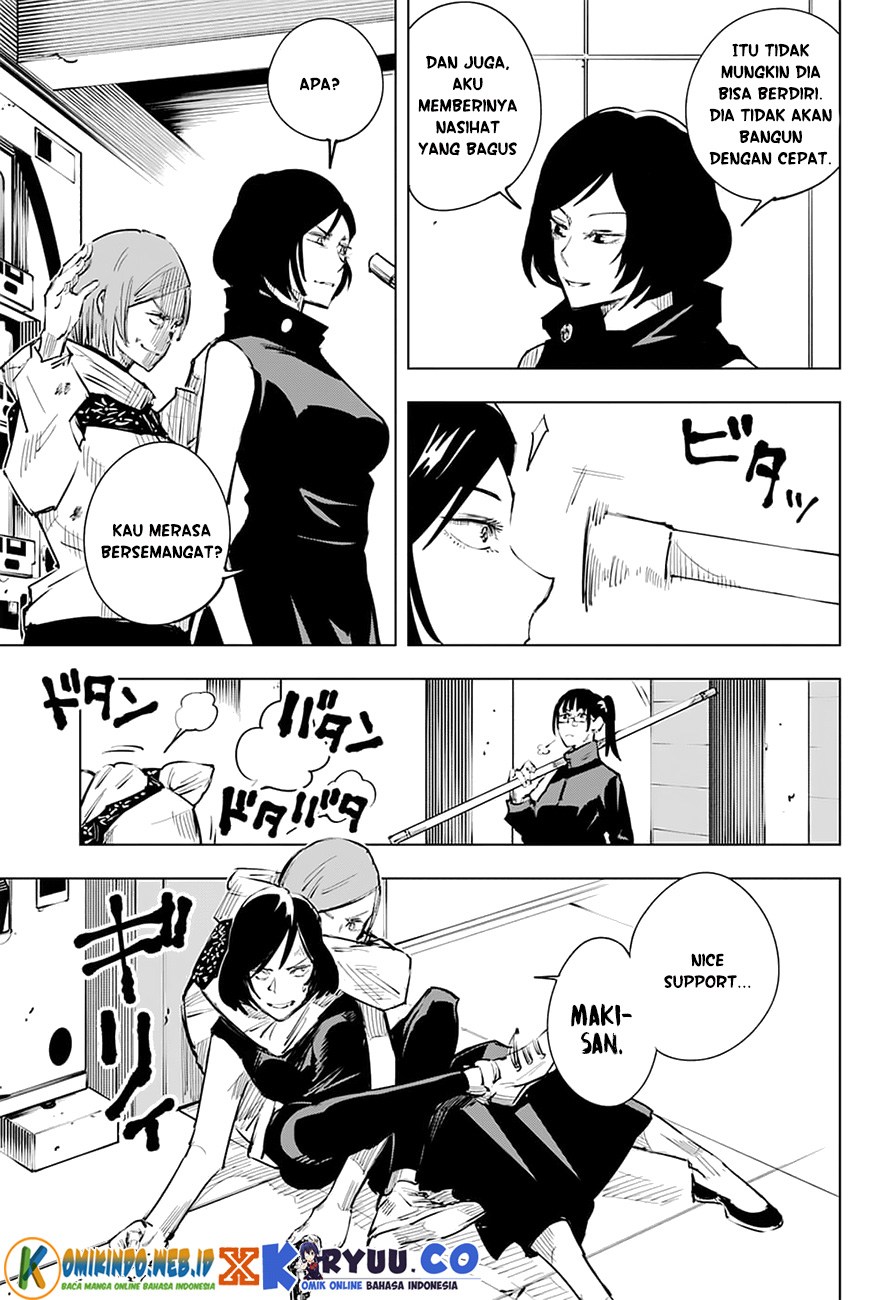 ITU TIDAK
MUNGKIN DIA
BISA BERDIRI.
DIA TIDAK AKAN
BANGUN
DENGAN CEPAT.
DAN JUGA,
AKU
MEMBERINYA
NASIHAT
YANG BAGUS
APA?
KAU MERASA
BERSEMANGAT?
ビタッ
ドタン
バタン
ドタバタ
NICE
SUPPORT...
MAKI-
SAN.
ギリィ
KOMIKINDO.WEB.ID X KIRYUU.CO
BACA MANGA ONLINE BAHASA INDONESIA
KOMIK ONLINE BAHASA INDONESIA